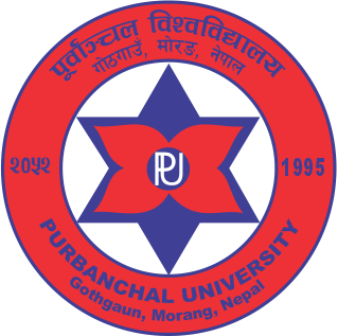 पूर्वाञ्चल विश्वविद्यालय
गोठगाउँ, मोरङ, नेपाल
२०५२
PU
1995
PURBANCHAL UNIVERSITY
Gothgaun, Morang, Nepal